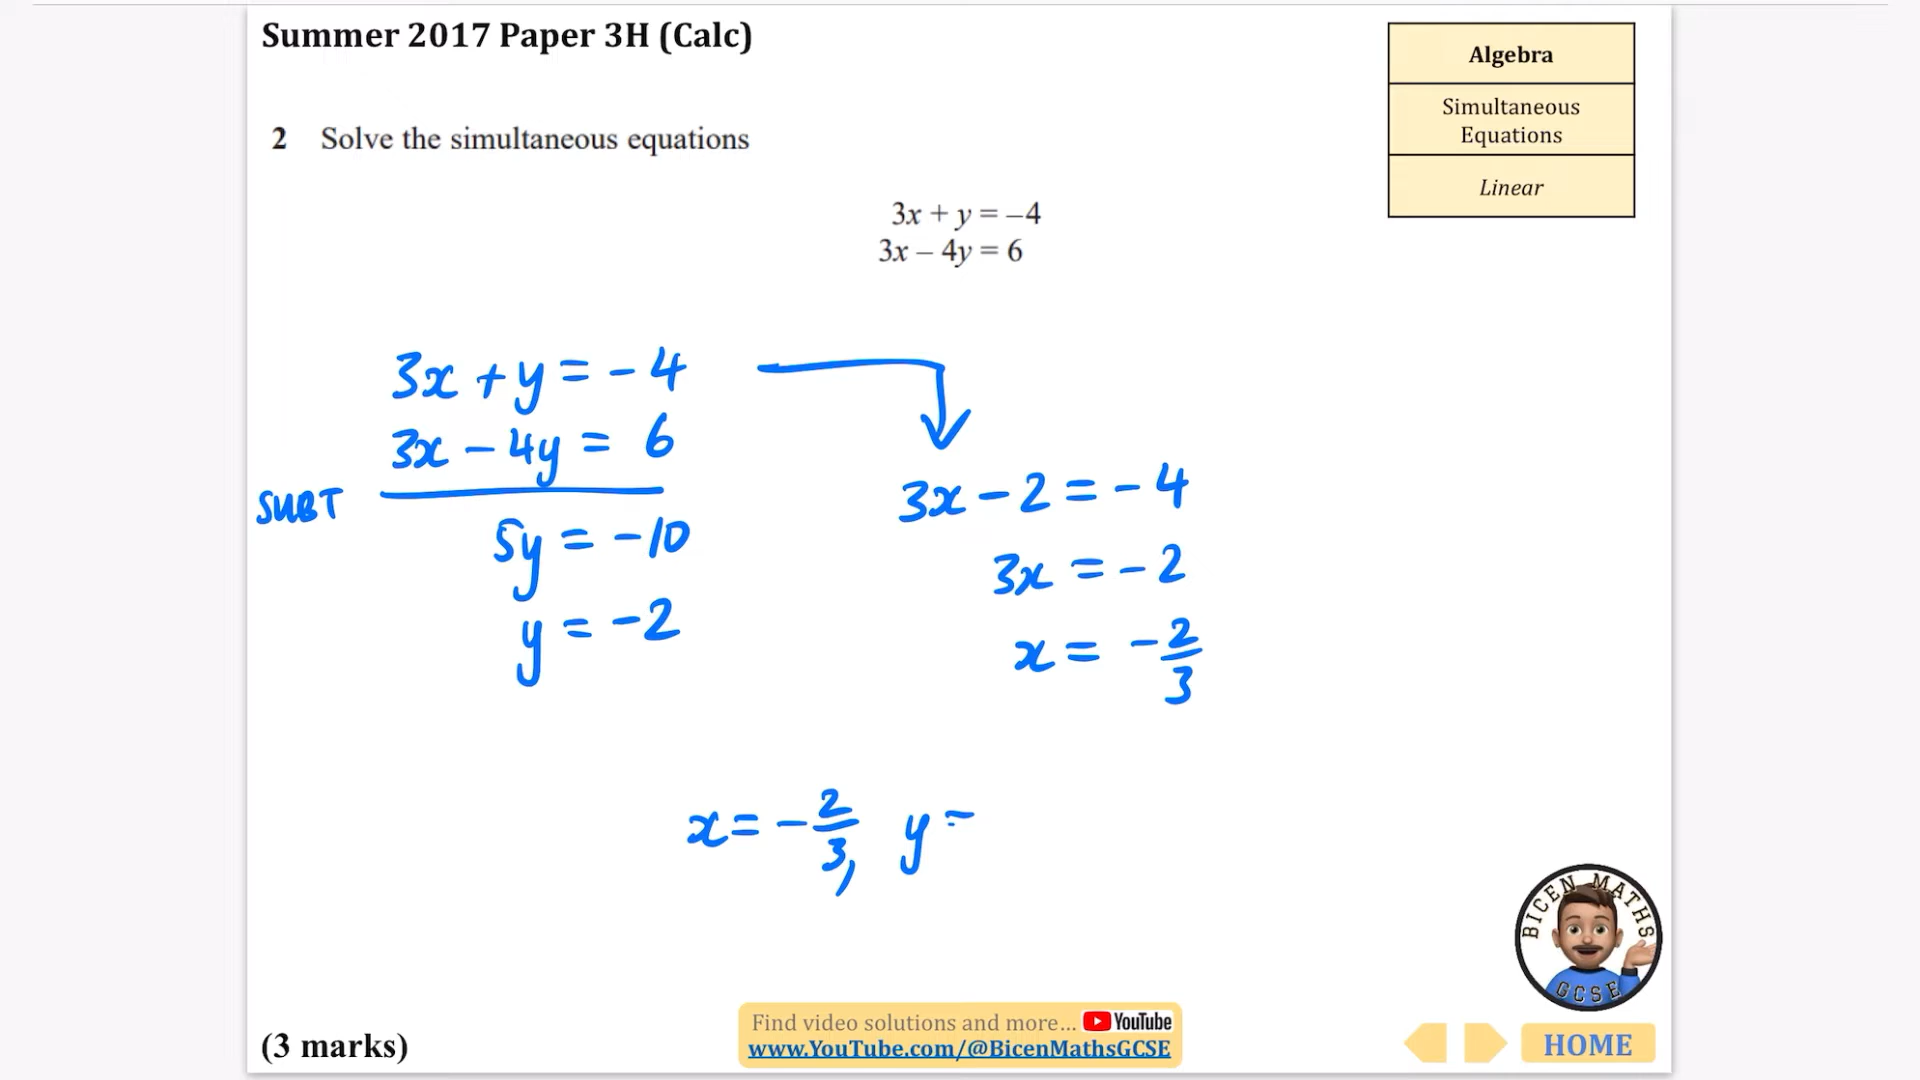 Summer 2017 Paper 3H (Calc)
Algebra
Simultaneous
Equations
Linear
2 Solve the simultaneous equations
3x + y = –4
3x – 4y = 6
3x + y = - 4
3x - 4y = 6
SUBT
5y = -10
y = -2
3x - 2 = - 4
3x = - 2
x = - 2/3
x = - 2/3, y =
BICEN MATHS
GCSE
(3 marks)
Find video solutions and more... YouTube
www.YouTube.com/@BicenMathsGCSE
HOME